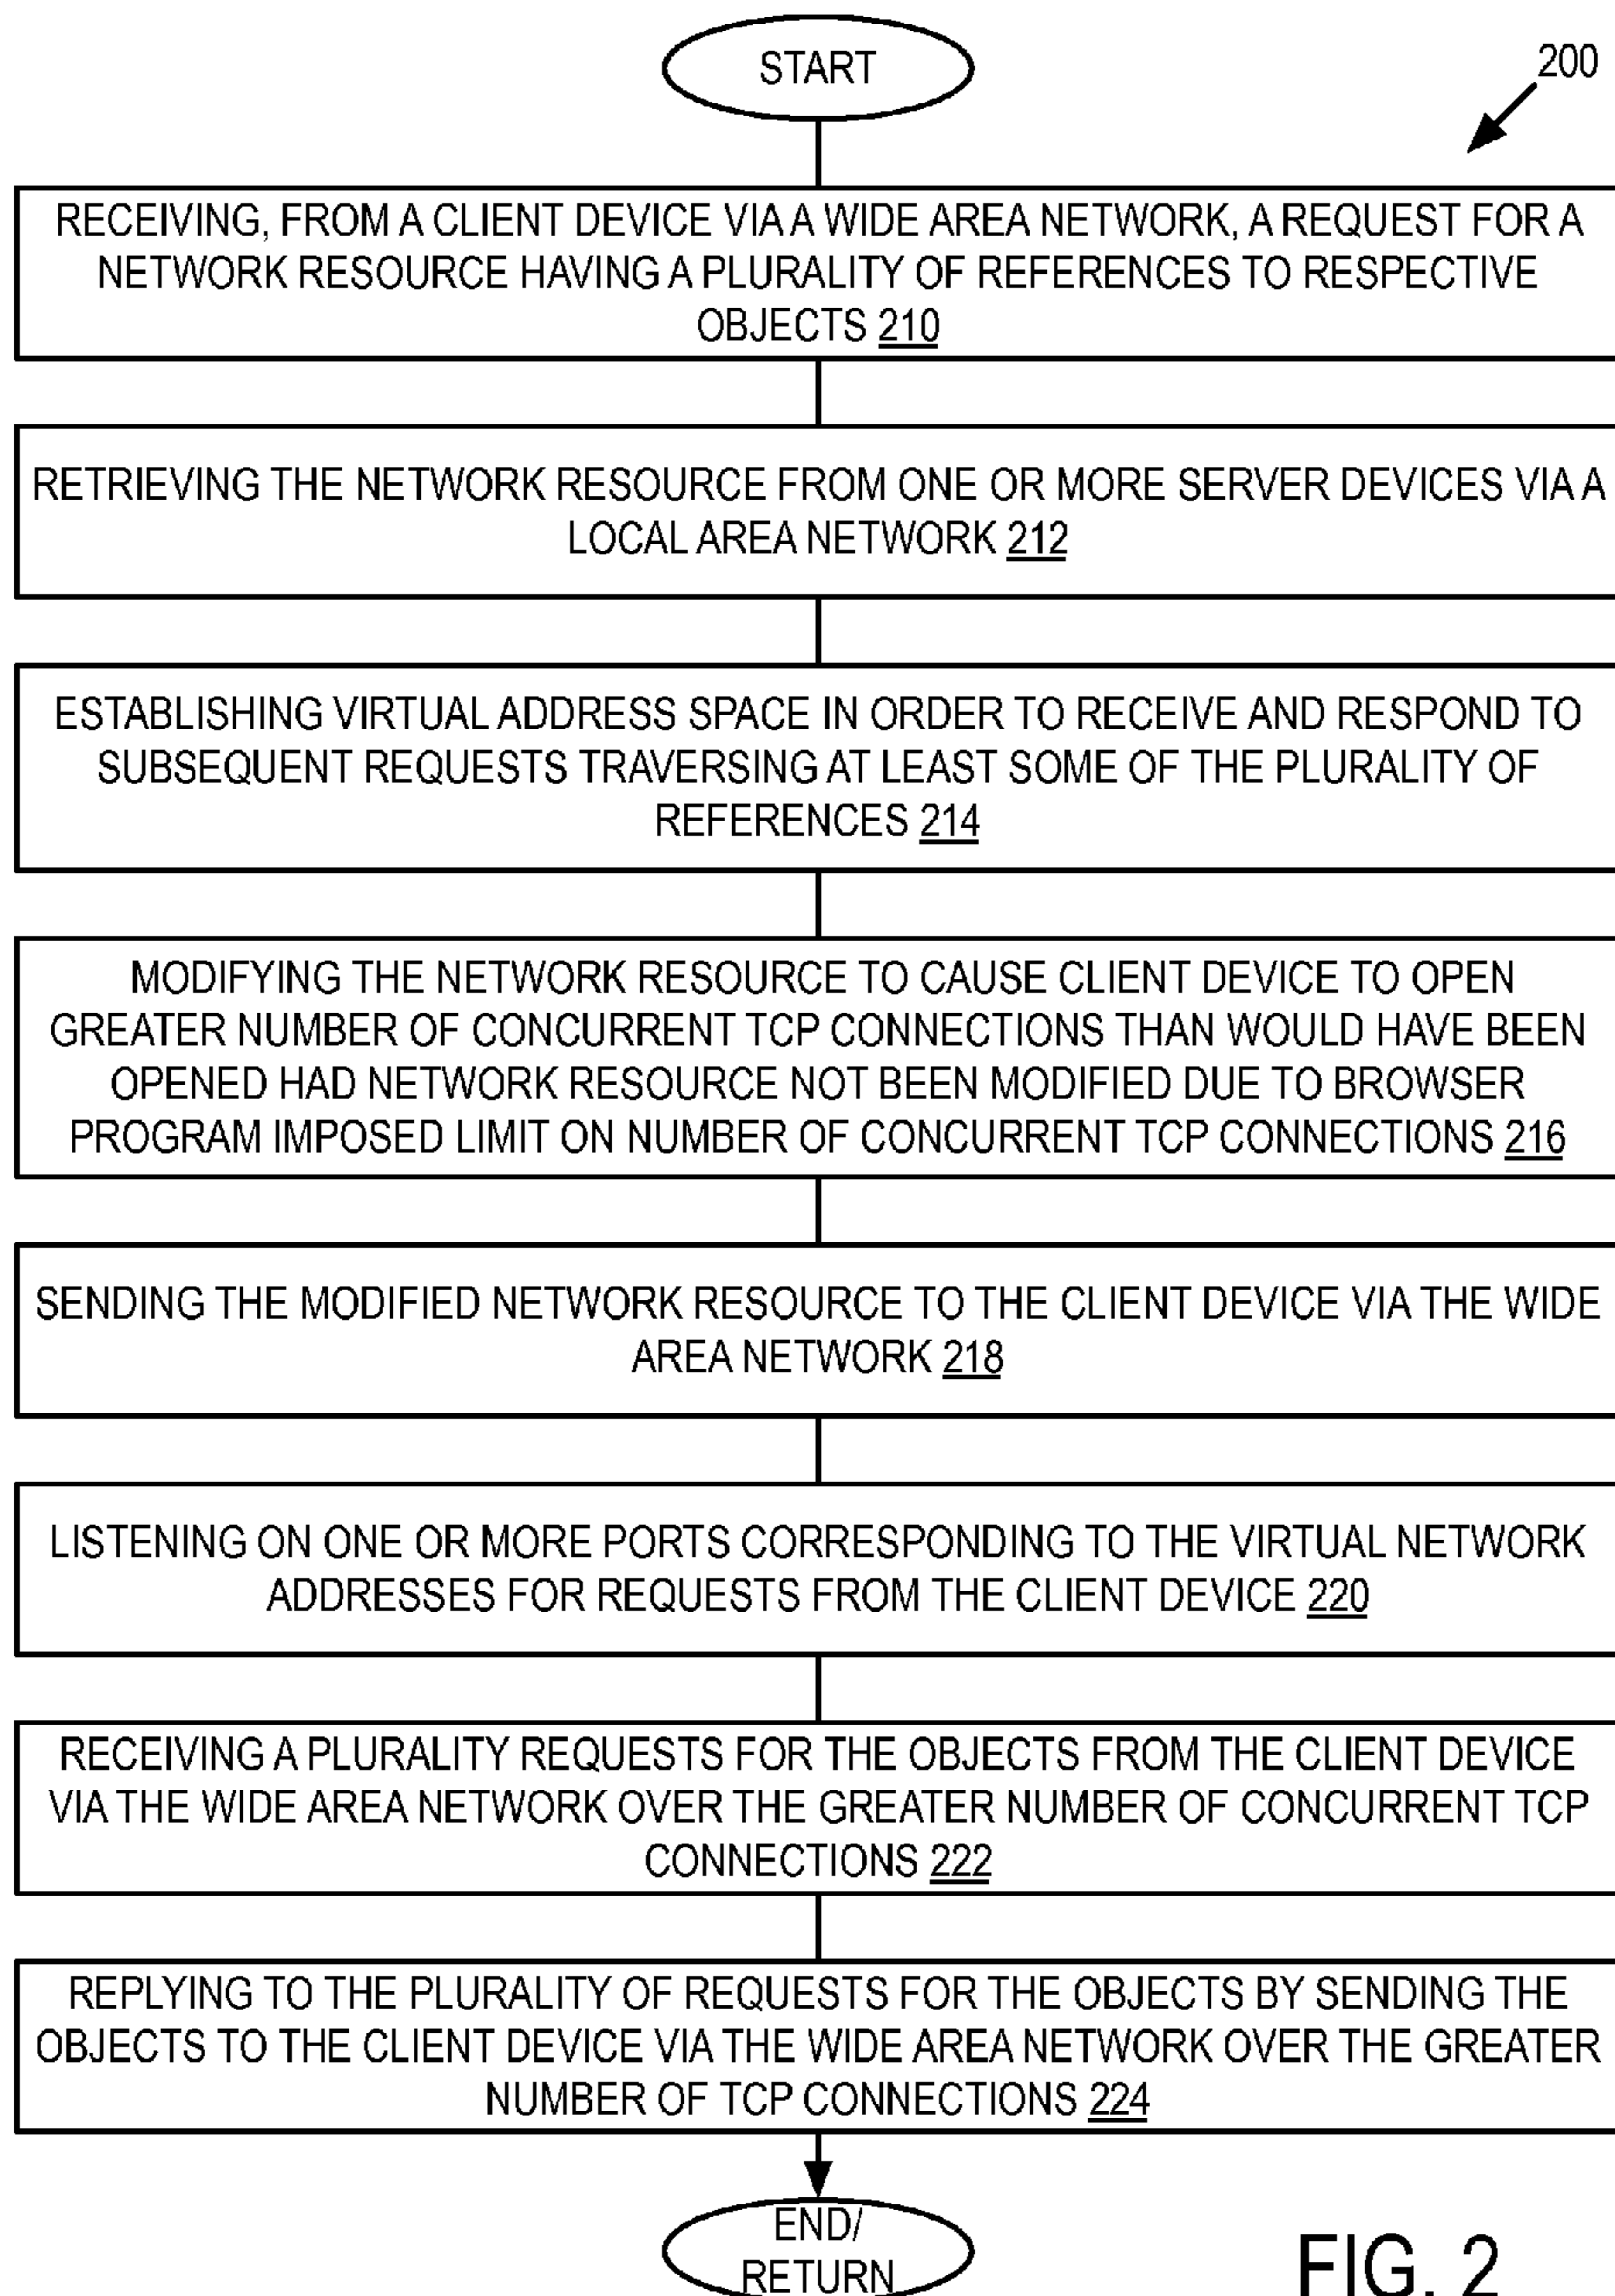 START
200
RECEIVING, FROM A CLIENT DEVICE VIA A WIDE AREA NETWORK, A REQUEST FOR A
NETWORK RESOURCE HAVING A PLURALITY OF REFERENCES TO RESPECTIVE
OBJECTS 210
RETRIEVING THE NETWORK RESOURCE FROM ONE OR MORE SERVER DEVICES VIA A
LOCAL AREA NETWORK 212
ESTABLISHING VIRTUAL ADDRESS SPACE IN ORDER TO RECEIVE AND RESPOND TO
SUBSEQUENT REQUESTS TRAVERSING AT LEAST SOME OF THE PLURALITY OF
REFERENCES 214
MODIFYING THE NETWORK RESOURCE TO CAUSE CLIENT DEVICE TO OPEN
GREATER NUMBER OF CONCURRENT TCP CONNECTIONS THAN WOULD HAVE BEEN
OPENED HAD NETWORK RESOURCE NOT BEEN MODIFIED DUE TO BROWSER
PROGRAM IMPOSED LIMIT ON NUMBER OF CONCURRENT TCP CONNECTIONS 216
SENDING THE MODIFIED NETWORK RESOURCE TO THE CLIENT DEVICE VIA THE WIDE
AREA NETWORK 218
LISTENING ON ONE OR MORE PORTS CORRESPONDING TO THE VIRTUAL NETWORK
ADDRESSES FOR REQUESTS FROM THE CLIENT DEVICE 220
RECEIVING A PLURALITY REQUESTS FOR THE OBJECTS FROM THE CLIENT DEVICE
VIA THE WIDE AREA NETWORK OVER THE GREATER NUMBER OF CONCURRENT TCP
CONNECTIONS 222
REPLYING TO THE PLURALITY OF REQUESTS FOR THE OBJECTS BY SENDING THE
OBJECTS TO THE CLIENT DEVICE VIA THE WIDE AREA NETWORK OVER THE GREATER
NUMBER OF TCP CONNECTIONS 224
END/
RETURN
FIG. 2